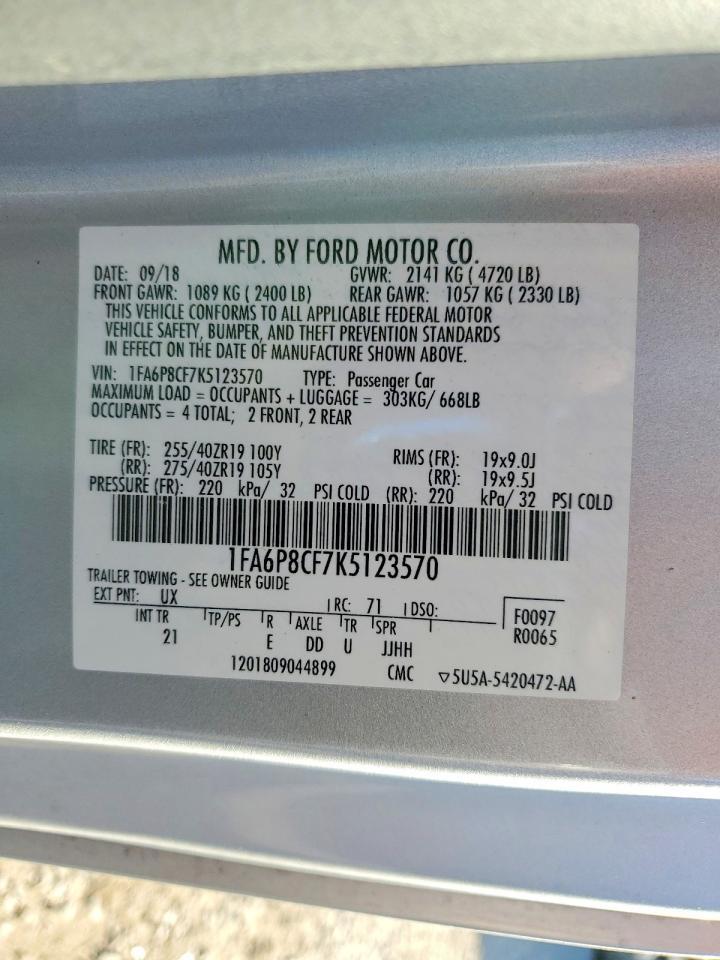 MFD. BY FORD MOTOR CO.
DATE: 09/18 GVWR: 2141 KG ( 4720 LB)
FRONT GAWR: 1089 KG ( 2400 LB) REAR GAWR: 1057 KG ( 2330 LB)
THIS VEHICLE CONFORMS TO ALL APPLICABLE FEDERAL MOTOR
VEHICLE SAFETY, BUMPER, AND THEFT PREVENTION STANDARDS
IN EFFECT ON THE DATE OF MANUFACTURE SHOWN ABOVE.
VIN: 1FA6P8CF7K5123570 TYPE: Passenger Car
MAXIMUM LOAD = OCCUPANTS + LUGGAGE = 303KG/ 668LB
OCCUPANTS = 4 TOTAL; 2 FRONT, 2 REAR
TIRE (FR): 255/40ZR19 100Y RIMS (FR): 19x9.0J
(RR): 275/40ZR19 105Y (RR): 19x9.5J
PRESSURE (FR): 220 kPa/ 32 PSI COLD (RR): 220 kPa/ 32 PSI COLD
1FA6P8CF7K5123570
TRAILER TOWING - SEE OWNER GUIDE
EXT PNT: UX RC: 71 DSO: F0097
INT TR TP/PS R AXLE TR SPR R0065
21 E DD U JJHH
1201809044899 CMC ▽5U5A-5420472-AA